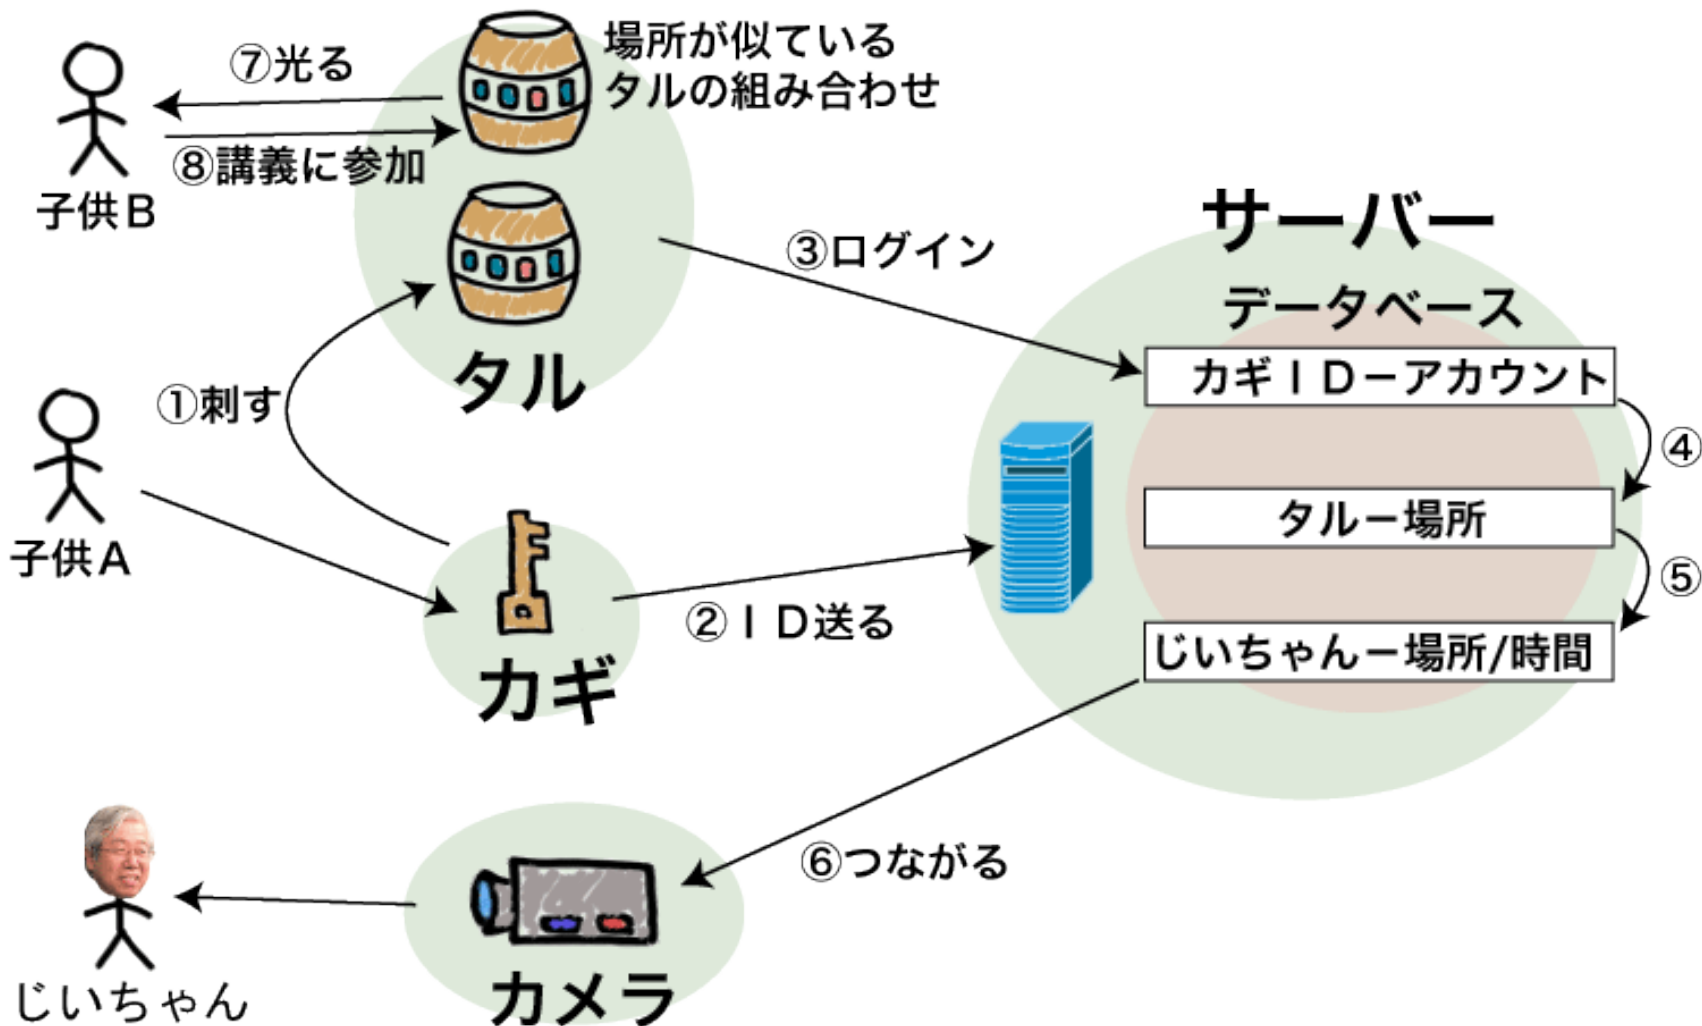 場所が似ている
タルの組み合わせ
⑦光る
⑧講義に参加
子供B
サーバー
③ログイン
データベース
タル
カギID－アカウント
①刺す
④
タル－場所
子供A
⑤
②ID送る
じいちゃん－場所/時間
カギ
⑥つながる
カメラ
じいちゃん